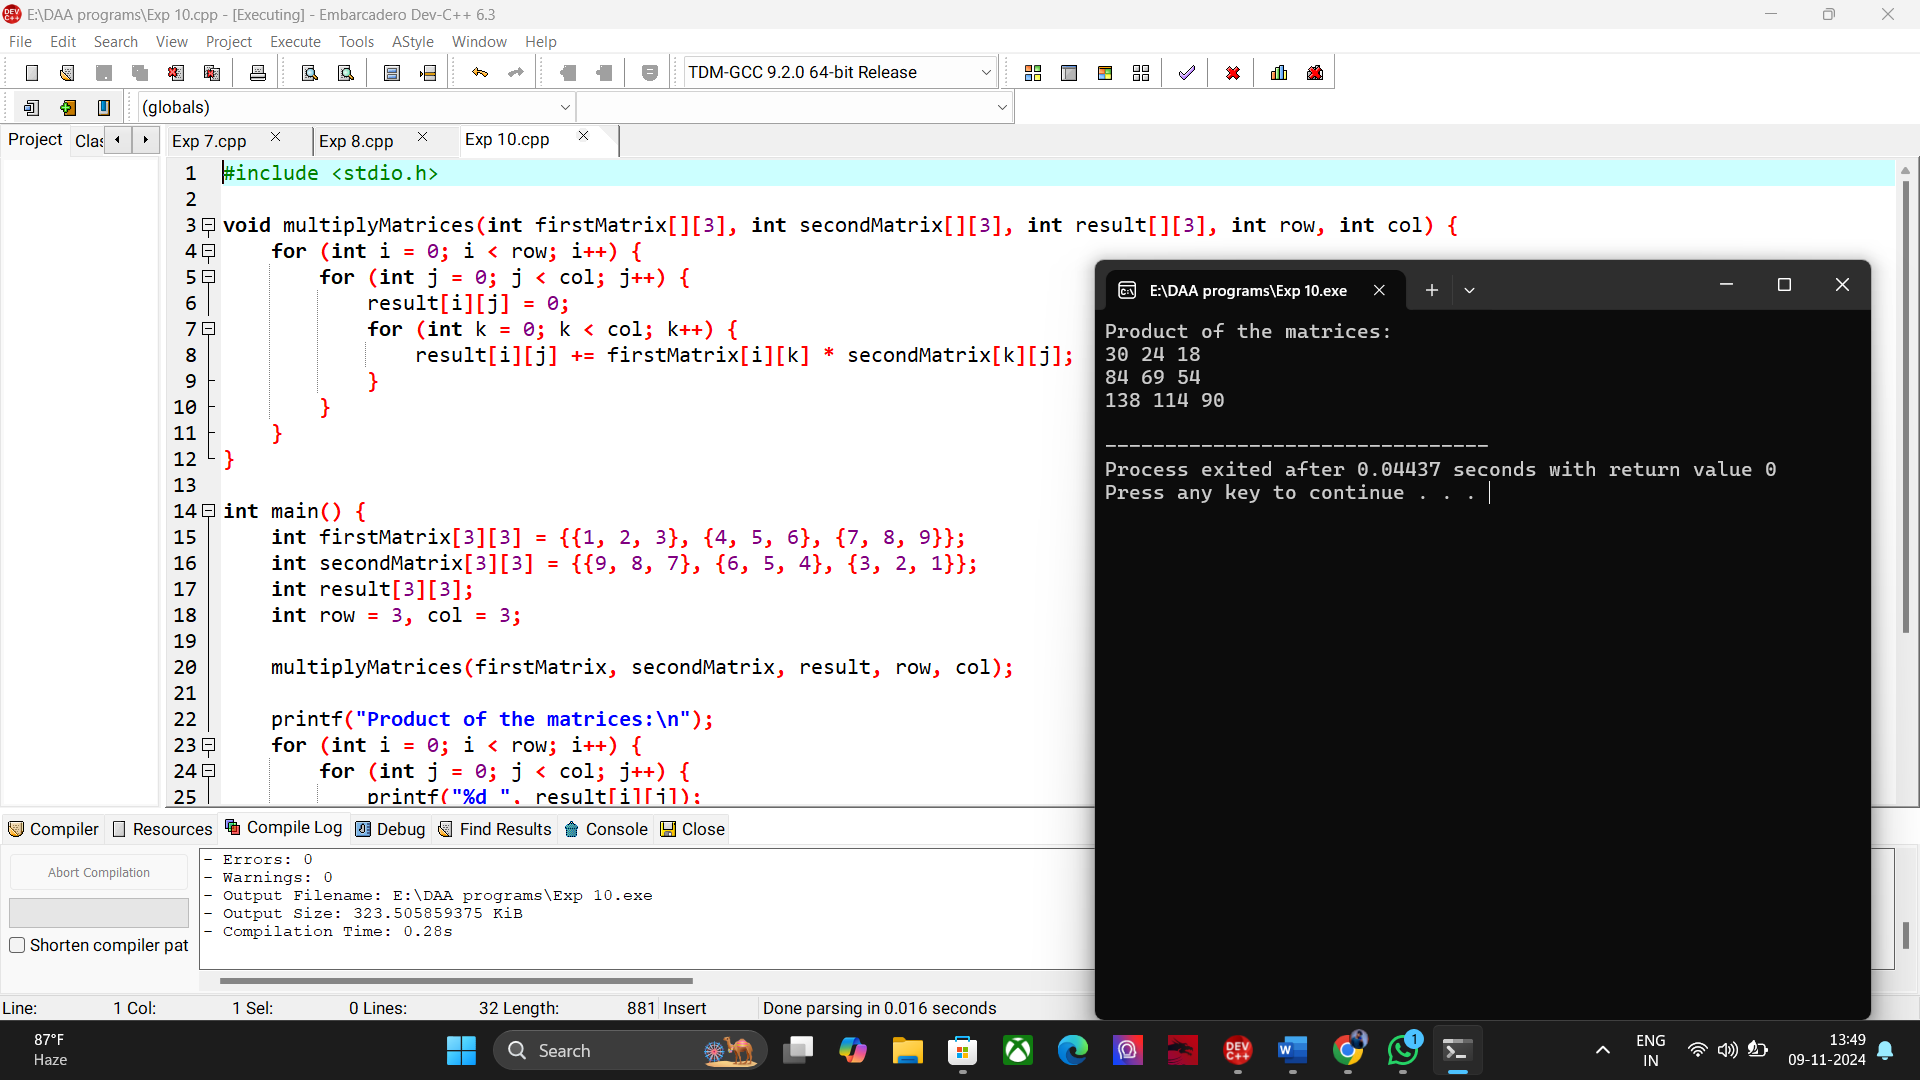 E:\DAA programs\Exp 10.cpp - [Executing] - Embarcadero Dev-C++ 6.3
File Edit Search View Project Execute Tools AStyle Window Help
TDM-GCC 9.2.0 64-bit Release
(globals)
Project Clas Exp 7.cpp Exp 8.cpp Exp 10.cpp
1 #include <stdio.h>
2
3 void multiplyMatrices(int firstMatrix[][3], int secondMatrix[][3], int result[][3], int row, int col) {
4 for (int i = 0; i < row; i++) {
5 for (int j = 0; j < col; j++) {
6 result[i][j] = 0;
7 for (int k = 0; k < col; k++) {
8 result[i][j] += firstMatrix[i][k] * secondMatrix[k][j];
9 }
10 }
11 }
12 }
13
14 int main() {
15 int firstMatrix[3][3] = {{1, 2, 3}, {4, 5, 6}, {7, 8, 9}};
16 int secondMatrix[3][3] = {{9, 8, 7}, {6, 5, 4}, {3, 2, 1}};
17 int result[3][3];
18 int row = 3, col = 3;
19
20 multiplyMatrices(firstMatrix, secondMatrix, result, row, col);
21
22 printf("Product of the matrices:\n");
23 for (int i = 0; i < row; i++) {
24 for (int j = 0; j < col; j++) {
25 printf("%d ", result[i][j]);
E:\DAA programs\Exp 10.exe
Product of the matrices:
30 24 18
84 69 54
138 114 90
--------------------------------
Process exited after 0.04437 seconds with return value 0
Press any key to continue . . .
Compiler Resources Compile Log Debug Find Results Console Close
Abort Compilation
Shorten compiler pat
- Errors: 0
- Warnings: 0
- Output Filename: E:\DAA programs\Exp 10.exe
- Output Size: 323.505859375 KiB
- Compilation Time: 0.28s
Line: 1 Col: 1 Sel: 0 Lines: 32 Length: 881 Insert Done parsing in 0.016 seconds
87°F
Haze
Search
DEV
C++
1
ENG
IN
13:49
09-11-2024